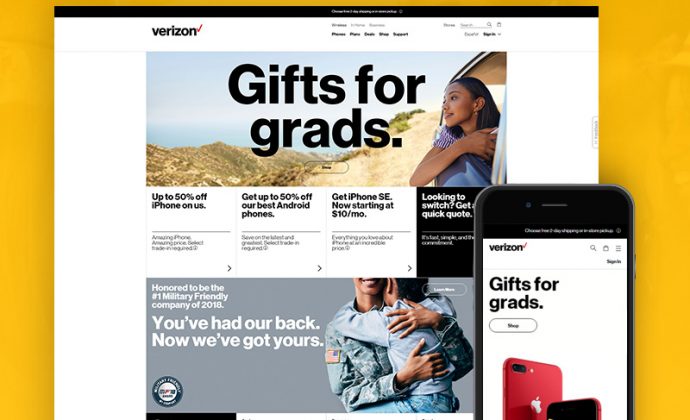 Choose free 2-day shipping or in-store pickup
Wireless In Home Business
Stores Search
verizon
Phones Plans Deals Shop Support
Español Sign in
Gifts for
grads.
Shop
Feedback
Up to 50% off
iPhone on us.
Amazing iPhone.
Amazing price. Select
trade-in required.
Get up to 50% off
our best Android
phones.
Save on the latest and
greatest. Select trade-in
required.
Get iPhone SE.
Now starting at
$10/mo.
Everything you love about
iPhone at an incredible
price.
Looking to
switch? Get a
quick quote.
It's fast, simple, and
commitment.
Honored to be the
#1 Military Friendly
company of 2018.
Learn More
You've had our back.
Now we've got yours.
MILITARY FRIENDLY
Choose free 2-day shipping or in-store pickup
verizon
Sign in
Gifts for
grads.
Shop